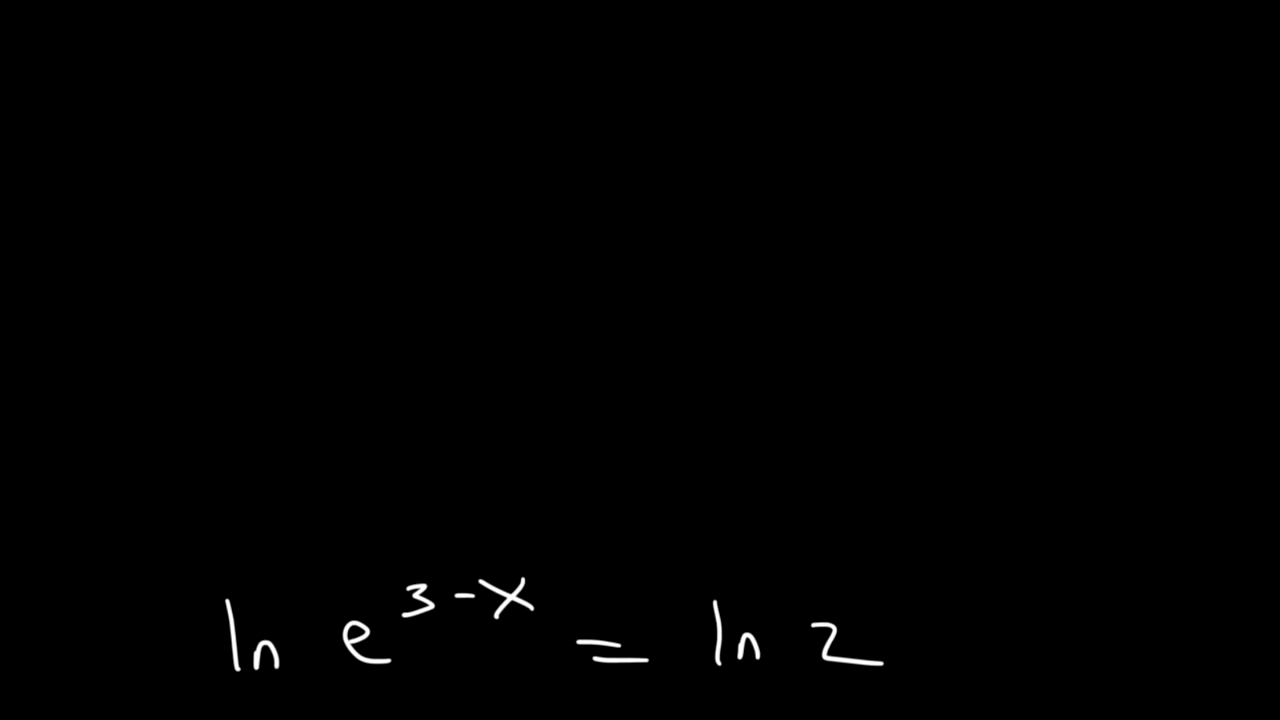 ln e^{3-x} = ln 2